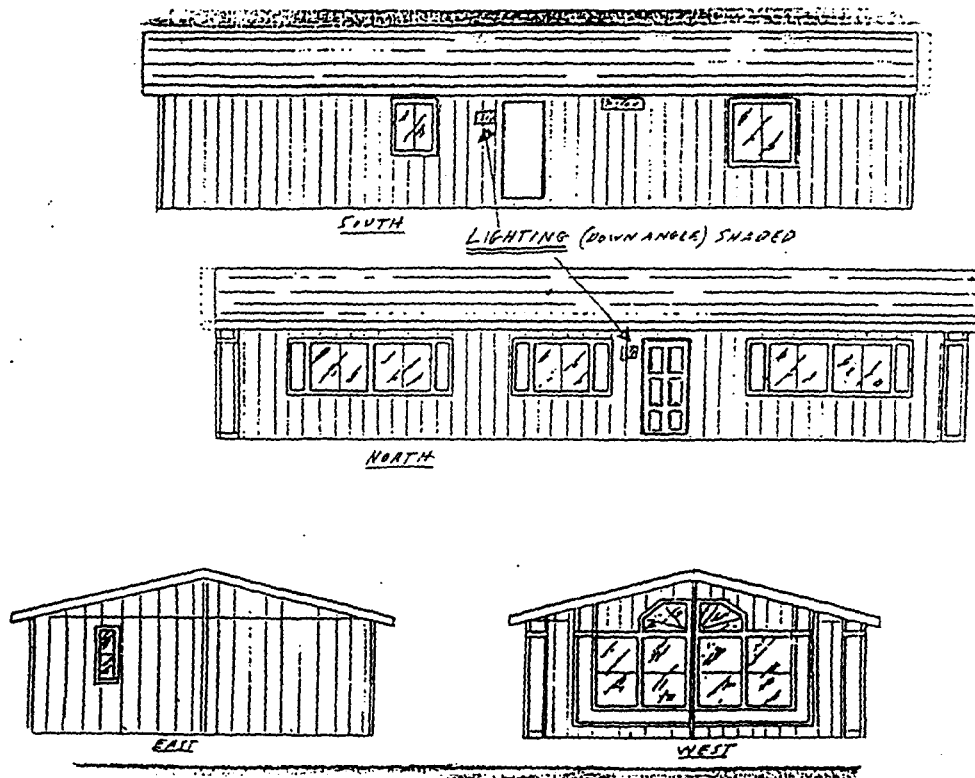 SOUTH
LIGHTING (DOWN ANGLE) SHADED
NORTH
EAST
WEST